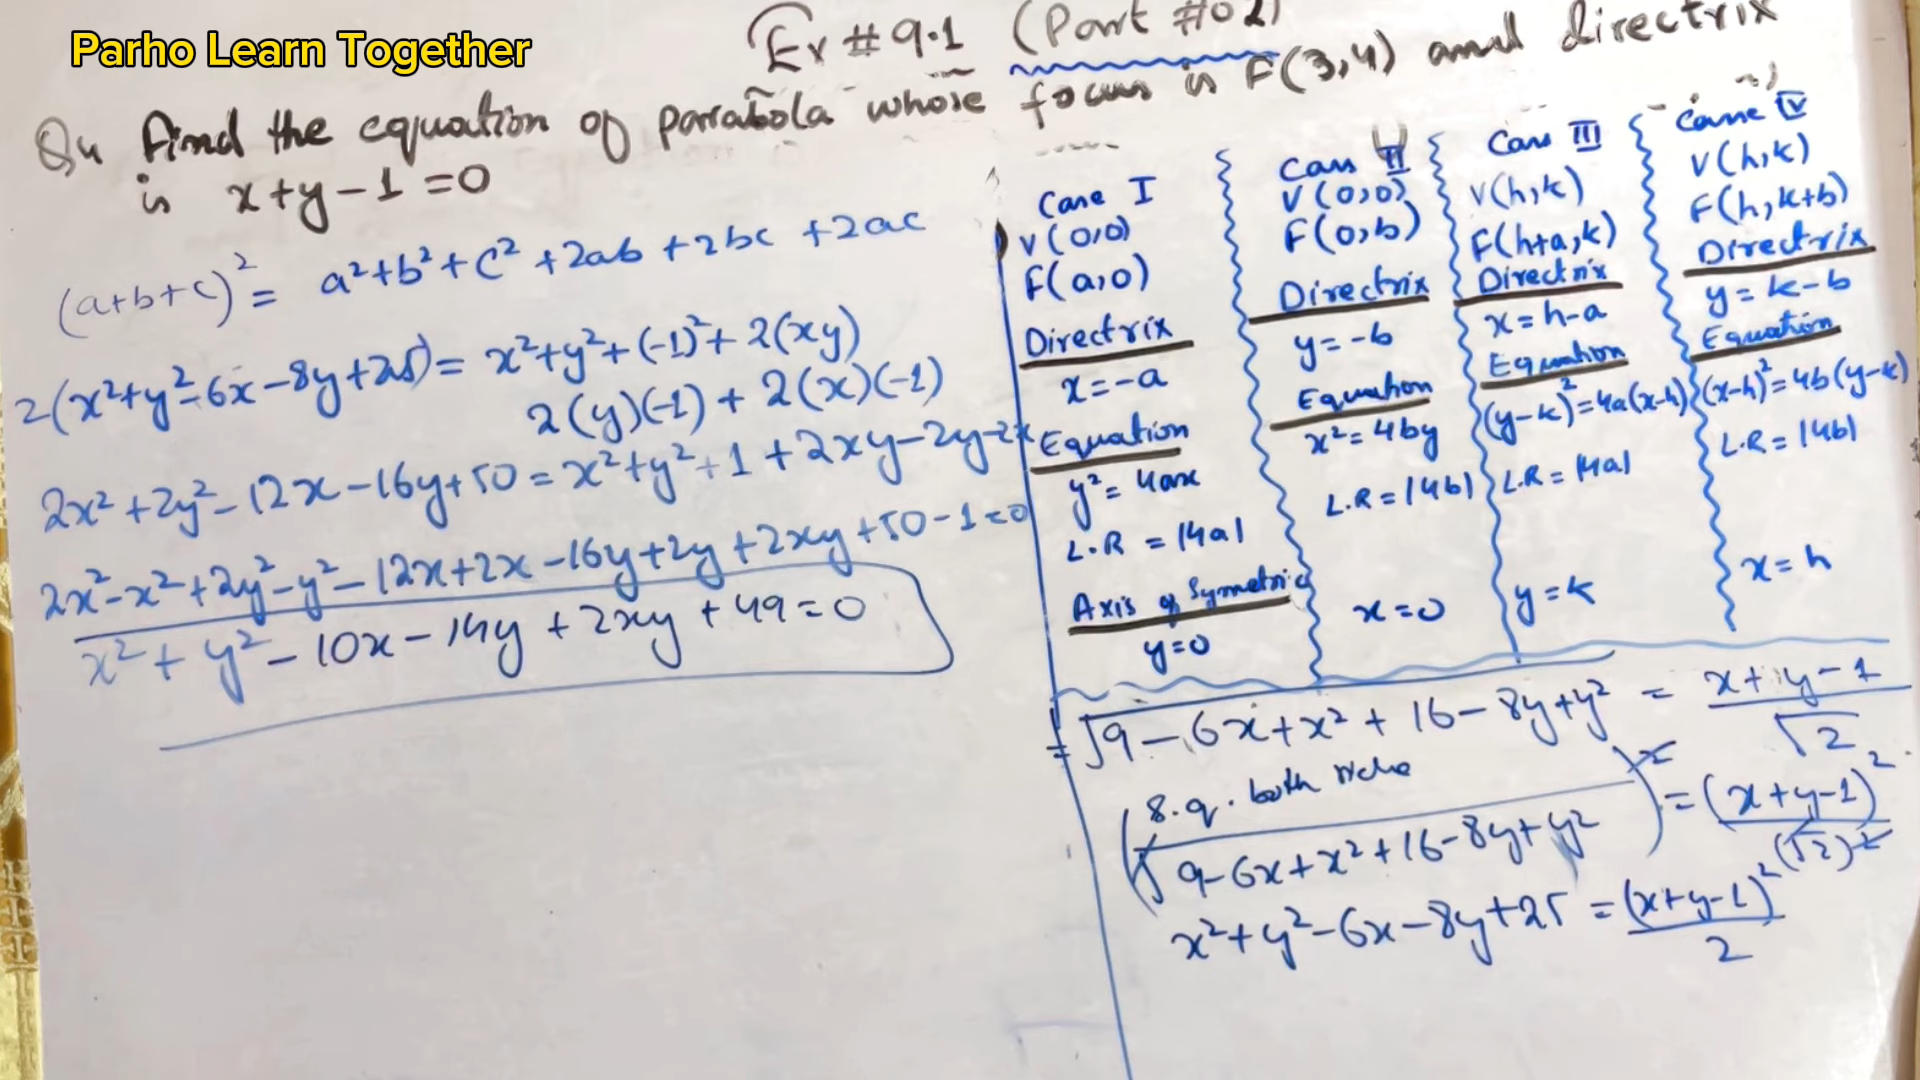 Parho Learn Together
Ex # 9.1 (Part #02)
Q4 Find the equation of parabola whose focus is F(3,4) and directrix
is x+y-1=0
(a+b+c)² = a²+b²+c²+2ab+2bc+2ac
2(x²+y²-6x-8y+25) = x²+y²+(-1)²+2(xy)
2(y)(-1)+2(x)(-1)
2x²+2y²-12x-16y+50 = x²+y²+1+2xy-2y-2x
2x²-x²+2y²-y²-12x+2x-16y+2y+2xy+50-1=0
x²+y²-10x-14y+2xy+49=0
Case I
V(0,0)
F(a,0)
Directrix
x=-a
Equation
y²=4ax
L.R = |4a|
Axis of Symetric
y=0
Case II
V(0,0)
F(0,b)
Directrix
y=-b
Equation
x²=4by
L.R=|4b|
x=0
Case III
V(h,k)
F(h+a,k)
Directrix
x=h-a
Equation
(y-k)²=4a(x-h)
L.R = |4a|
y=k
Case IV
V(h,k)
F(h,k+b)
Directrix
y=k-b
Equation
(x-h)²=4b(y-k)
L.R=|4b|
x=h
= √9-6x+x²+16-8y+y² = x+y-1/√2
S.q. both side
(√9-6x+x²+16-8y+y²)² = (x+y-1)²/(√2)²
x²+y²-6x-8y+25 = (x+y-1)²/2